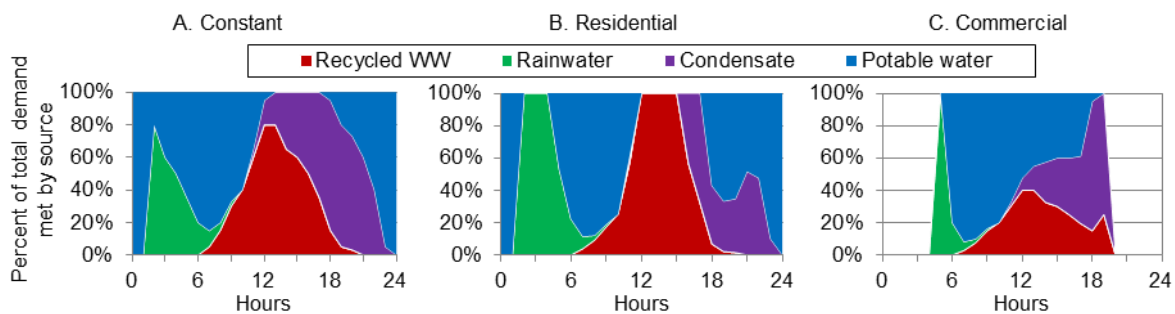 A. Constant
B. Residential
C. Commercial
Recycled WW
Rainwater
Condensate
Potable water
Percent of total demand
met by source
100%
80%
60%
40%
20%
0%
0
6
12
18
24
Hours
100%
80%
60%
40%
20%
0%
0
6
12
18
24
Hours
100%
80%
60%
40%
20%
0%
0
6
12
18
24
Hours